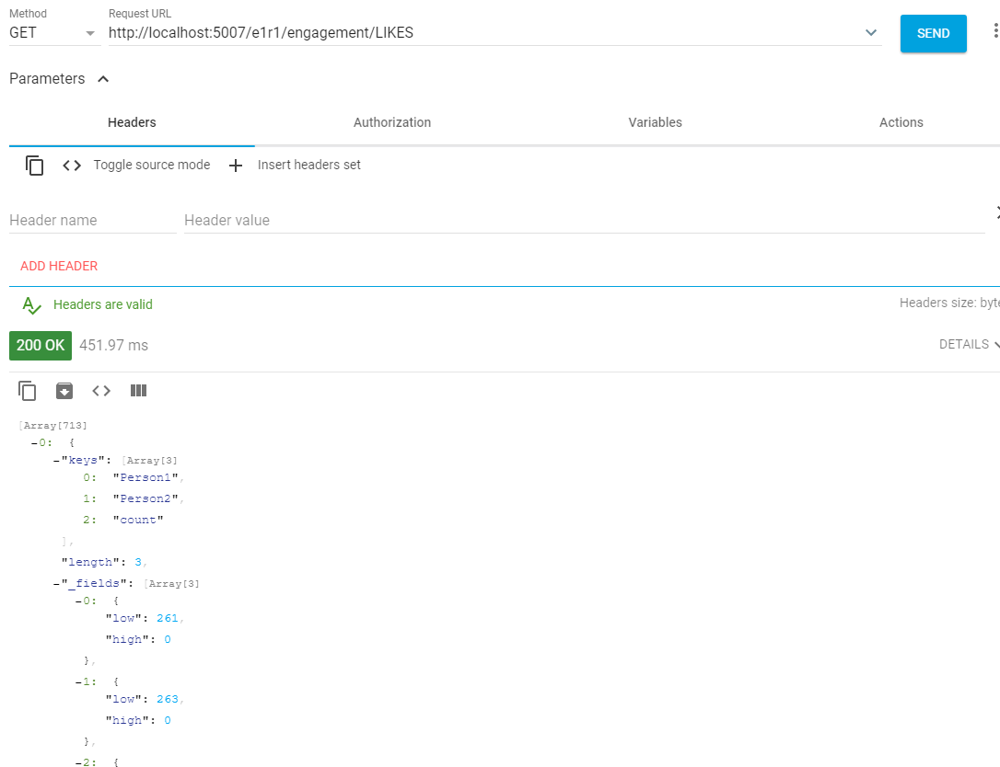 Method
Request URL
GET
http://localhost:5007/e1r1/engagement/LIKES
SEND
Parameters
Headers
Authorization
Variables
Actions
Toggle source mode
Insert headers set
Header name
Header value
ADD HEADER
Headers are valid
Headers size: byte
200 OK
451.97 ms
DETAILS
[Array[713]
-0: {
-"keys": [Array[3]
0: "Person1",
1: "Person2",
2: "count"
],
"length": 3,
-"_fields": [Array[3]
-0: {
"low": 261,
"high": 0
},
-1: {
"low": 263,
"high": 0
},
-2: {